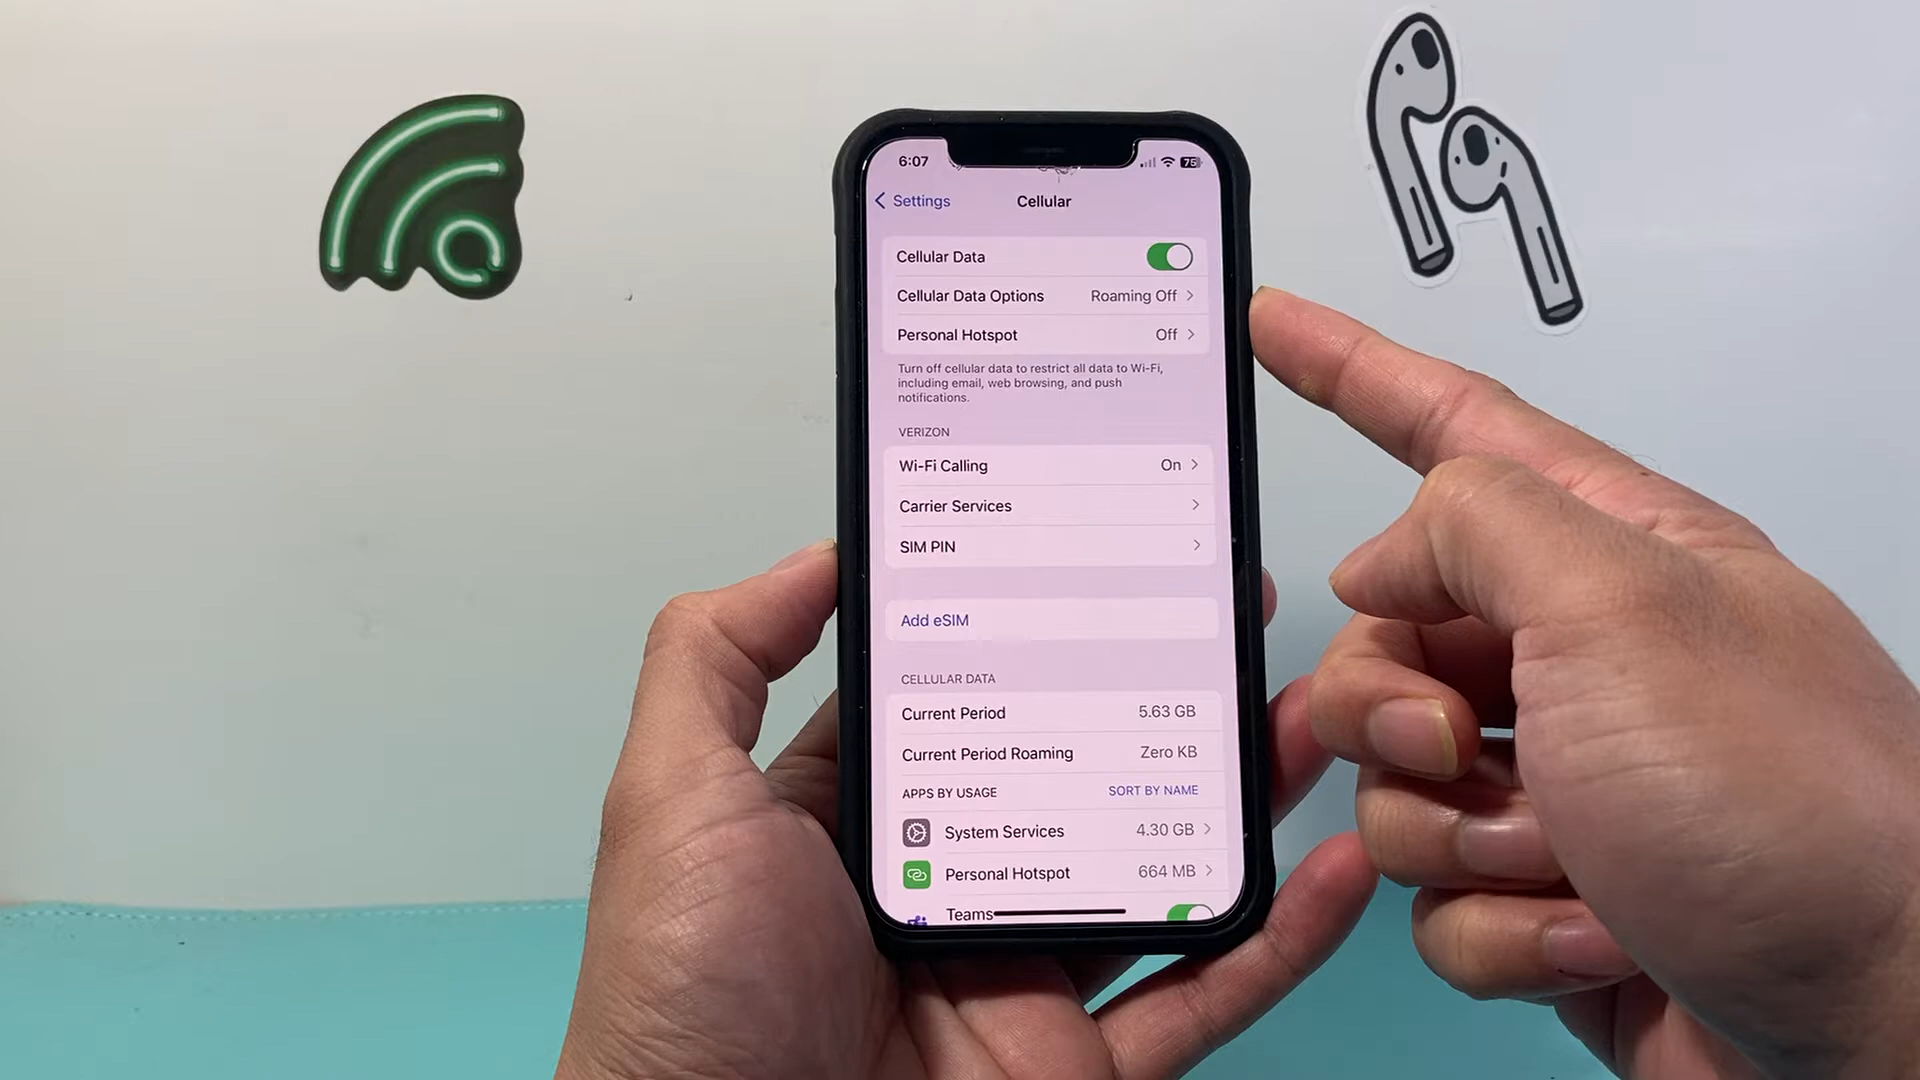 6:07
75
Settings
Cellular
Cellular Data
Cellular Data Options Roaming Off
Personal Hotspot Off
Turn off cellular data to restrict all data to Wi-Fi,
including email, web browsing, and push
notifications.
VERIZON
Wi-Fi Calling On
Carrier Services
SIM PIN
Add eSIM
CELLULAR DATA
Current Period 5.63 GB
Current Period Roaming Zero KB
APPS BY USAGE SORT BY NAME
System Services 4.30 GB
Personal Hotspot 664 MB
Teams